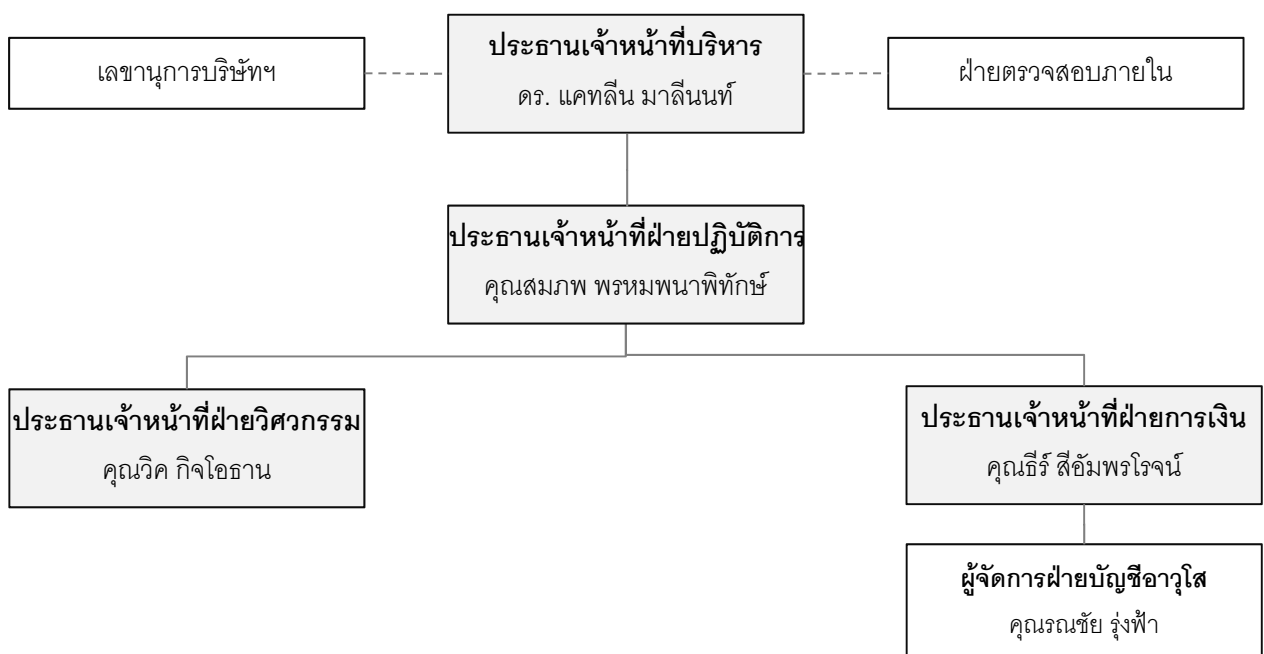 ประธานเจ้าหน้าที่บริหาร
ดร. แคทลีน มาลีนนท์
เลขานุการบริษัทฯ
ฝ่ายตรวจสอบภายใน
ประธานเจ้าหน้าที่ฝ่ายปฏิบัติการ
คุณสมภพ พรหมพนาพิทักษ์
ประธานเจ้าหน้าที่ฝ่ายวิศวกรรม
คุณวิค กิจโอธาน
ประธานเจ้าหน้าที่ฝ่ายการเงิน
คุณธีร์ สีอัมพรโรจน์
ผู้จัดการฝ่ายบัญชีอาวุโส
คุณรณชัย รุ่งฟ้า